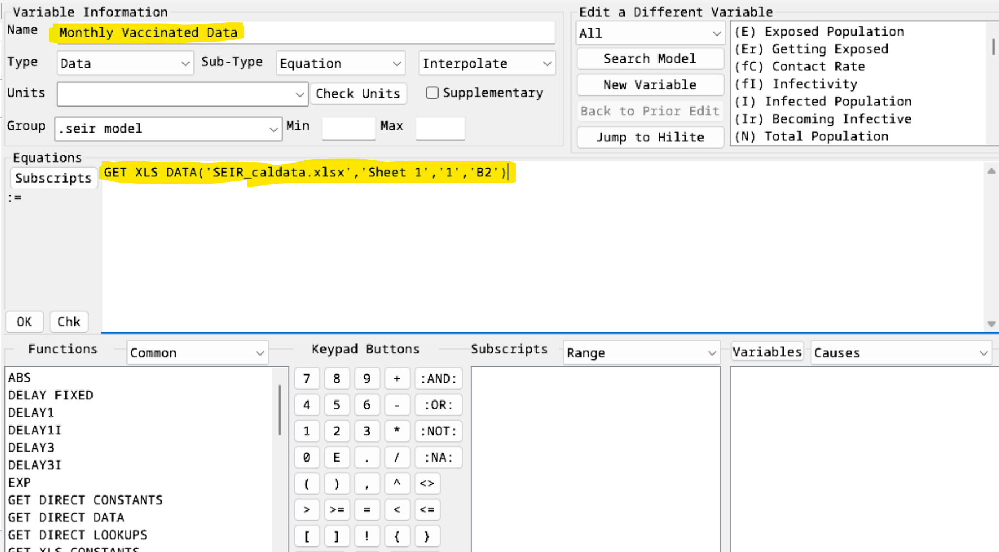 Variable Information
Name Monthly Vaccinated Data
Type Data Sub-Type Equation Interpolate
Units Check Units Supplementary
Group .seir model Min Max
Edit a Different Variable
All
Search Model
New Variable
Back to Prior Edit
Jump to Hilite
(E) Exposed Population
(Er) Getting Exposed
(fC) Contact Rate
(fI) Infectivity
(I) Infected Population
(Ir) Becoming Infective
(N) Total Population
Equations
Subscripts
:=
GET XLS DATA('SEIR_caldata.xlsx','Sheet 1','1','B2')
OK Chk
Functions Common
ABS
DELAY FIXED
DELAY1
DELAY1I
DELAY3
DELAY3I
EXP
GET DIRECT CONSTANTS
GET DIRECT DATA
GET DIRECT LOOKUPS
GET XLS CONSTANTS
Keypad Buttons
7 8 9 + :AND:
4 5 6 - :OR:
1 2 3 * :NOT:
0 E . / :NA:
( ) , ^ <>
> >= = < <=
[ ] ! { }
Subscripts Range
Variables Causes